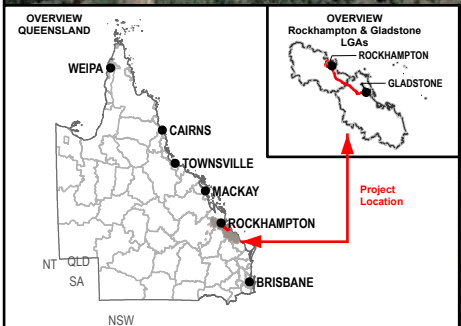 OVERVIEW
QUEENSLAND
WEIPA
CAIRNS
TOWNSVILLE
MACKAY
ROCKHAMPTON
BRISBANE
NT
QLD
SA
NSW
OVERVIEW
Rockhampton & Gladstone
LGAs
ROCKHAMPTON
GLADSTONE
Project
Location